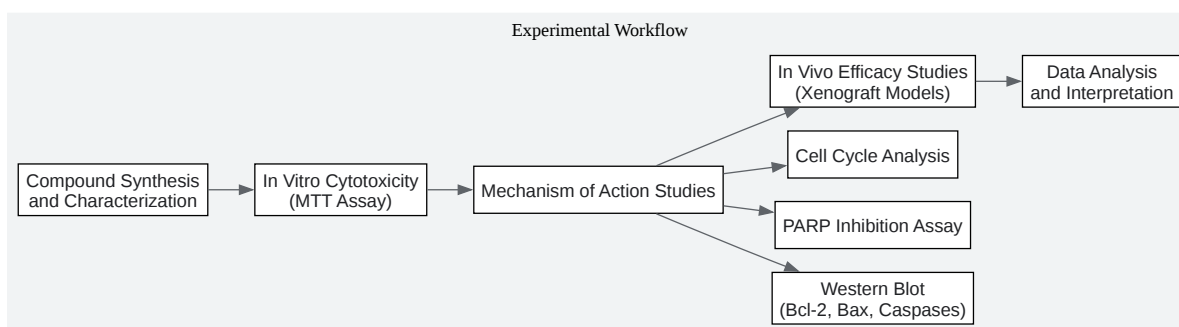 Experimental Workflow
Compound Synthesis
and Characterization
In Vitro Cytotoxicity
(MTT Assay)
Mechanism of Action Studies
In Vivo Efficacy Studies
(Xenograft Models)
Data Analysis
and Interpretation
Cell Cycle Analysis
PARP Inhibition Assay
Western Blot
(Bcl-2, Bax, Caspases)